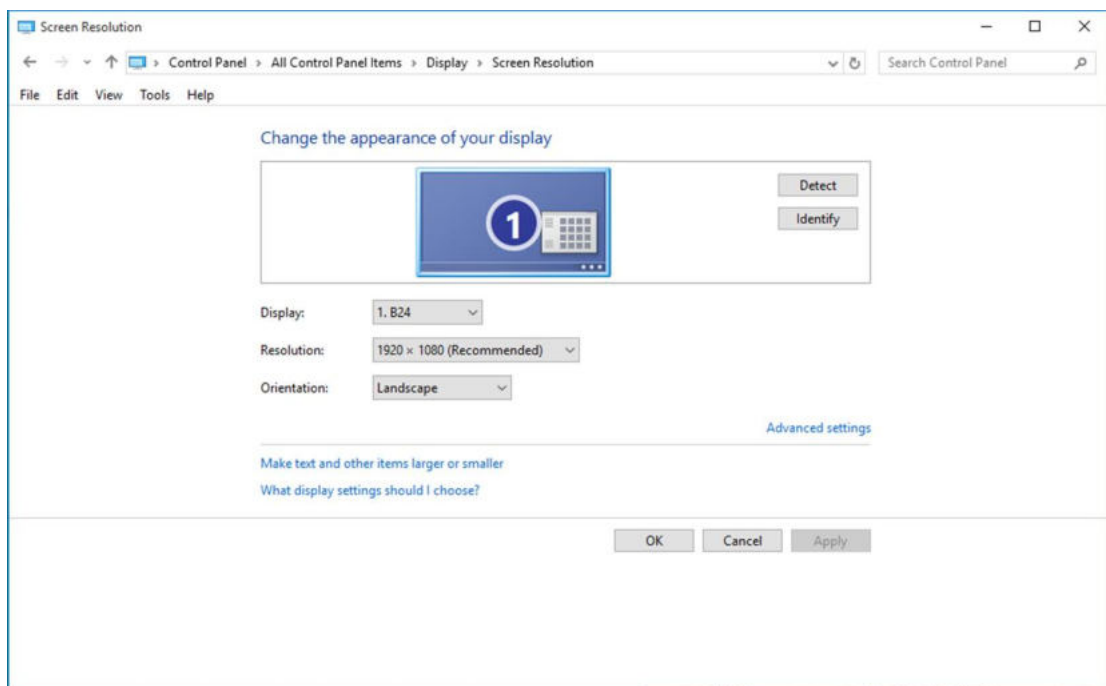 Screen Resolution
Control Panel > All Control Panel Items > Display > Screen Resolution
Search Control Panel
File Edit View Tools Help
Change the appearance of your display
1
Detect
Identify
Display: 1. B24
Resolution: 1920 × 1080 (Recommended)
Orientation: Landscape
Advanced settings
Make text and other items larger or smaller
What display settings should I choose?
OK Cancel Apply